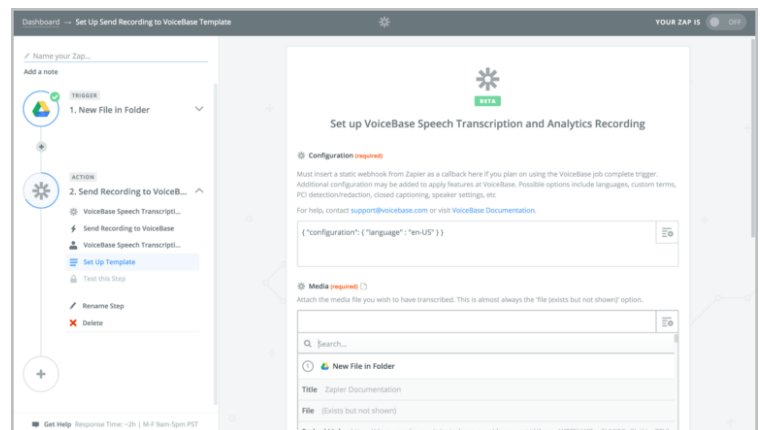 Dashboard → Set Up Send Recording to VoiceBase Template
YOUR ZAP IS OFF
Name your Zap...
Add a note
TRIGGER
1. New File in Folder
ACTION
2. Send Recording to VoiceB...
VoiceBase Speech Transcripti...
Send Recording to VoiceBase
VoiceBase Speech Transcripti...
Set Up Template
Test this Step
Rename Step
Delete
Get Help Response Time: ~2h | M-F 9am-5pm PST
BETA
Set up VoiceBase Speech Transcription and Analytics Recording
Configuration (required)
Must insert a static webhook from Zapier as a callback here if you plan on using the VoiceBase job complete trigger.
Additional configuration may be added to apply features at VoiceBase. Possible options include languages, custom terms,
PCI detection/redaction, closed captioning, speaker settings, etc
For help, contact support@voicebase.com or visit VoiceBase Documentation.
{ "configuration": { "language" : "en-US" } }
Media (required)
Attach the media file you wish to have transcribed. This is almost always the 'file (exists but not shown)' option.
Search...
1 New File in Folder
Title Zapier Documentation
File (Exists but not shown)